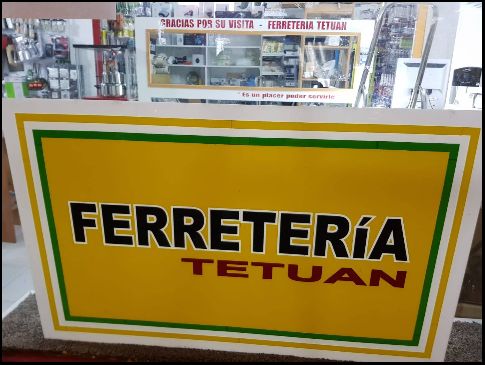 GRACIAS POR SU VISITA - FERRETERIA TETUAN
" Es un placer poder servirle
FERRETERíA
TETUAN